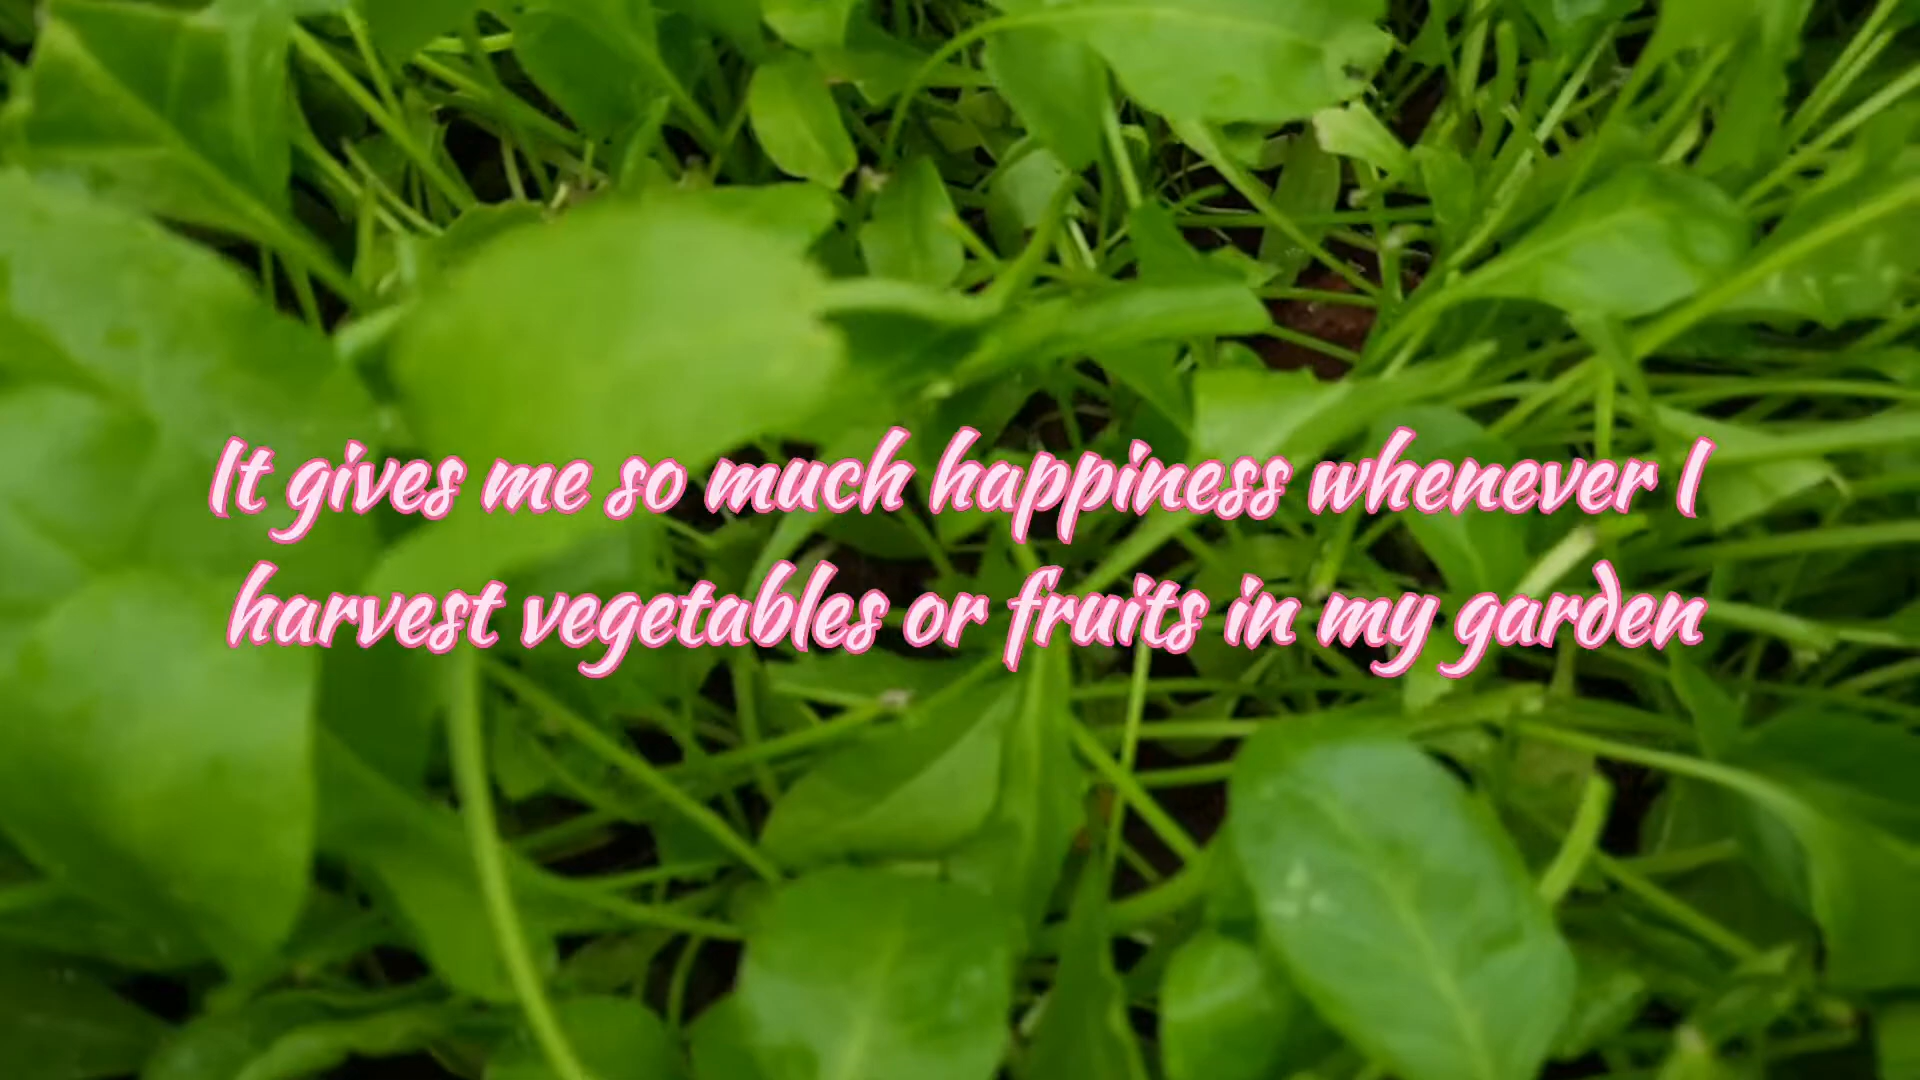 It gives me so much happiness whenever I
harvest vegetables or fruits in my garden